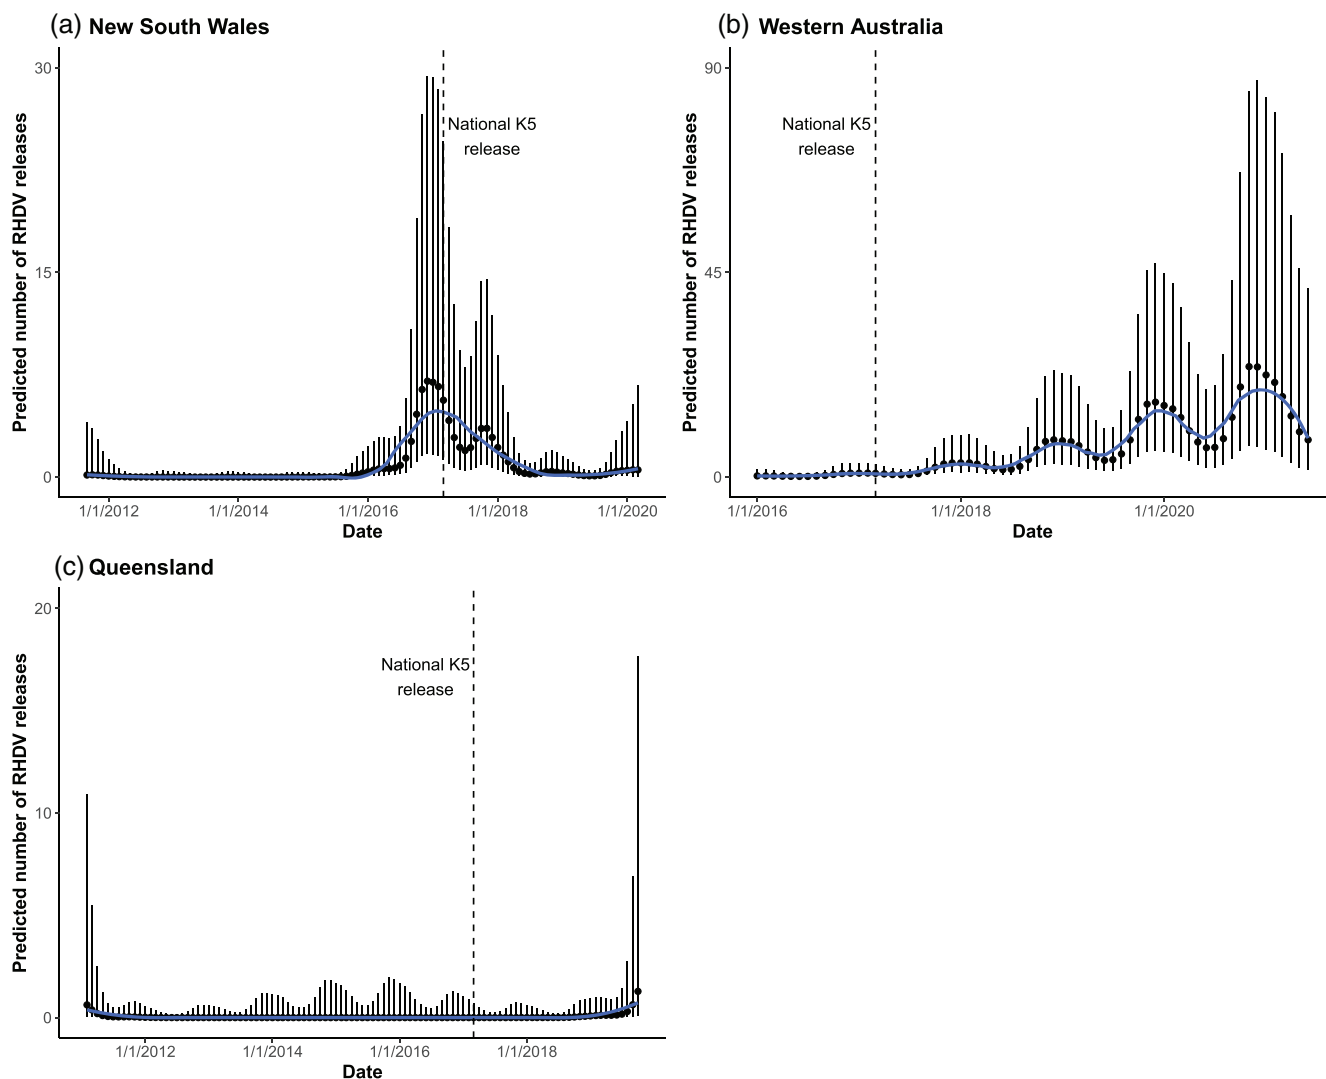 (a) New South Wales
Predicted number of RHDV releases
30
15
0
National K5
release
1/1/2012
1/1/2014
1/1/2016
1/1/2018
1/1/2020
Date
(b) Western Australia
Predicted number of RHDV releases
90
45
0
National K5
release
1/1/2016
1/1/2018
1/1/2020
Date
(c) Queensland
Predicted number of RHDV releases
20
10
0
National K5
release
1/1/2012
1/1/2014
1/1/2016
1/1/2018
Date